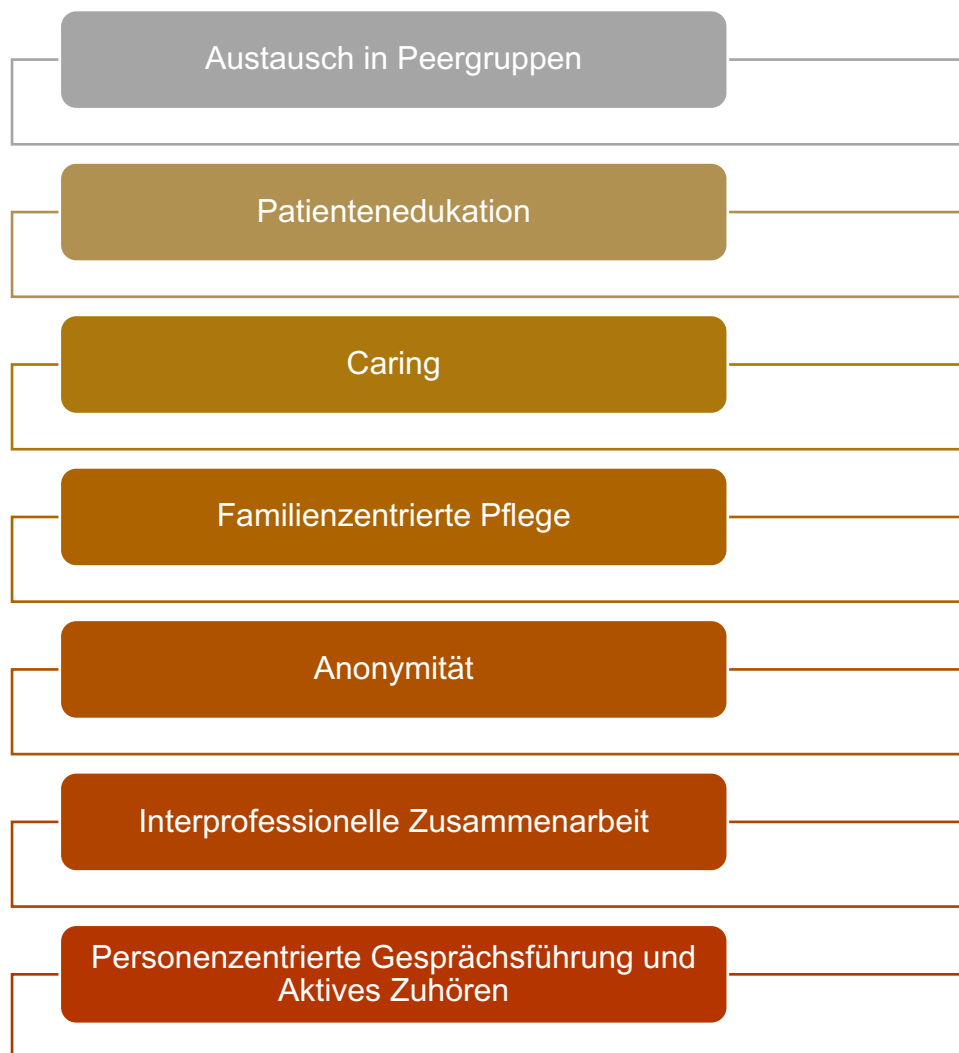 Austausch in Peergruppen
Patientenedukation
Caring
Familienzentrierte Pflege
Anonymität
Interprofessionelle Zusammenarbeit
Personenzentrierte Gesprächsführung und
Aktives Zuhören